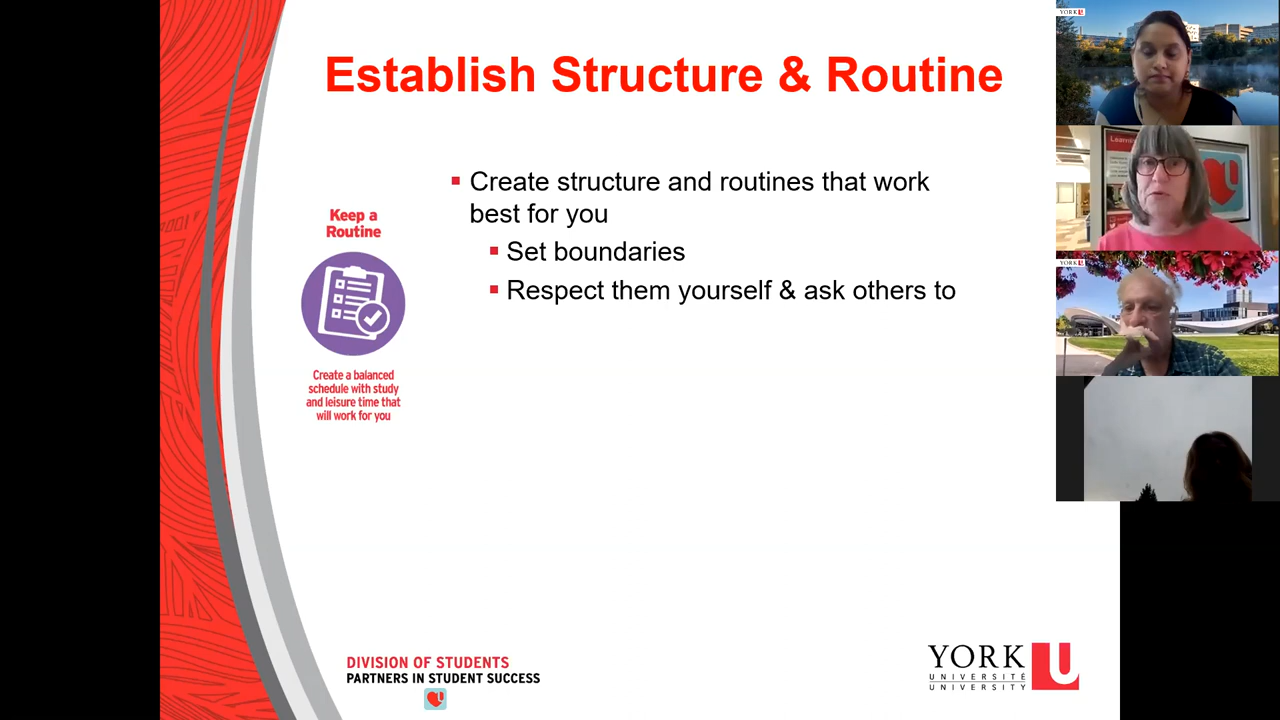 Establish Structure & Routine
Create structure and routines that work
best for you
Set boundaries
Respect them yourself & ask others to
Keep a
Routine
Create a balanced
schedule with study
and leisure time that
will work for you
DIVISION OF STUDENTS
PARTNERS IN STUDENT SUCCESS
YORK U
UNIVERSITÉ
UNIVERSITY
YORK U
YORK U